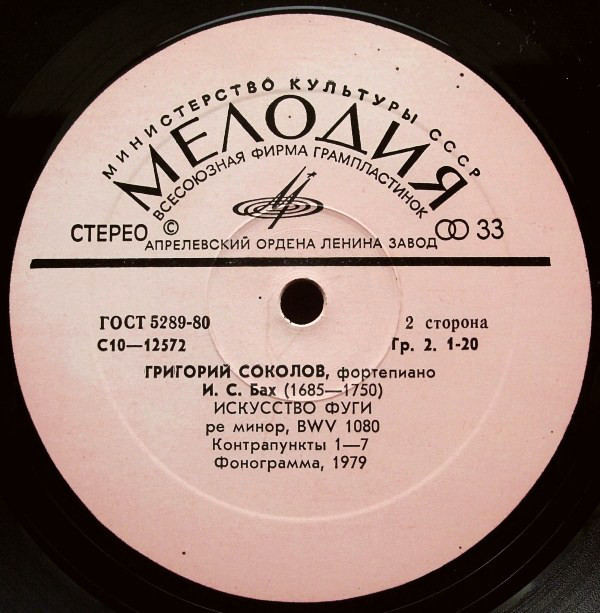 МИНИСТЕРСТВО КУЛЬТУРЫ СССР
МЕЛОДИЯ
ВСЕСОЮЗНАЯ ФИРМА ГРАМПЛАСТИНОК
СТЕРЕО © 33
АПРЕЛЕВСКИЙ ОРДЕНА ЛЕНИНА ЗАВОД
ГОСТ 5289-80 2 сторона
С10—12572 Гр. 2. 1-20
ГРИГОРИЙ СОКОЛОВ, фортепиано
И. С. Бах (1685—1750)
ИСКУССТВО ФУГИ
ре минор, BWV 1080
Контрапункты 1—7
Фонограмма, 1979